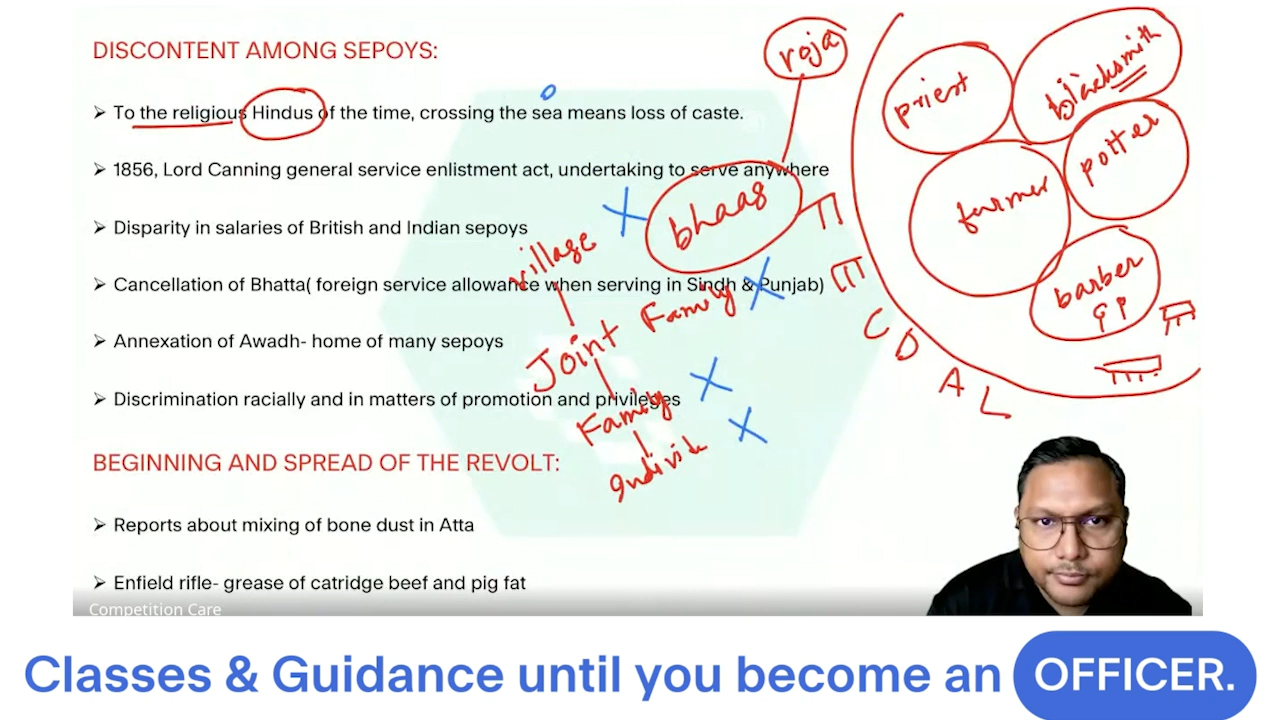 DISCONTENT AMONG SEPOYS:
➢ To the religious Hindus of the time, crossing the sea means loss of caste.
➢ 1856, Lord Canning general service enlistment act, undertaking to serve anywhere
➢ Disparity in salaries of British and Indian sepoys
➢ Cancellation of Bhatta( foreign service allowance when serving in Sindh & Punjab)
➢ Annexation of Awadh- home of many sepoys
➢ Discrimination racially and in matters of promotion and privileges
BEGINNING AND SPREAD OF THE REVOLT:
➢ Reports about mixing of bone dust in Atta
➢ Enfield rifle- grease of catridge beef and pig fat
roja
bhaag
village
Joint Family
Family
priest
blacksmith
potter
farmer
barber
C
D
A
L
Competition Care
Classes & Guidance until you become an OFFICER.